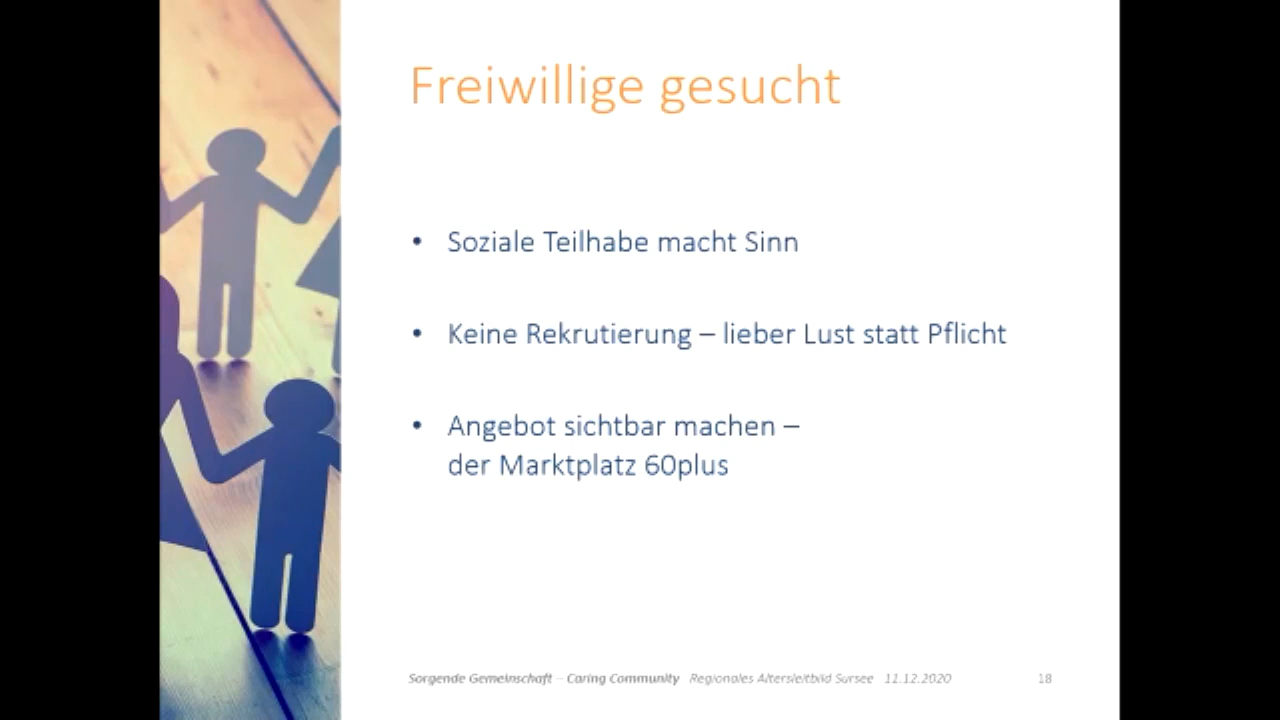 Freiwillige gesucht
• Soziale Teilhabe macht Sinn
• Keine Rekrutierung – lieber Lust statt Pflicht
• Angebot sichtbar machen –
der Marktplatz 60plus
Sorgende Gemeinschaft – Caring Community Regionales Altersleitbild Sursee 11.12.2020 18